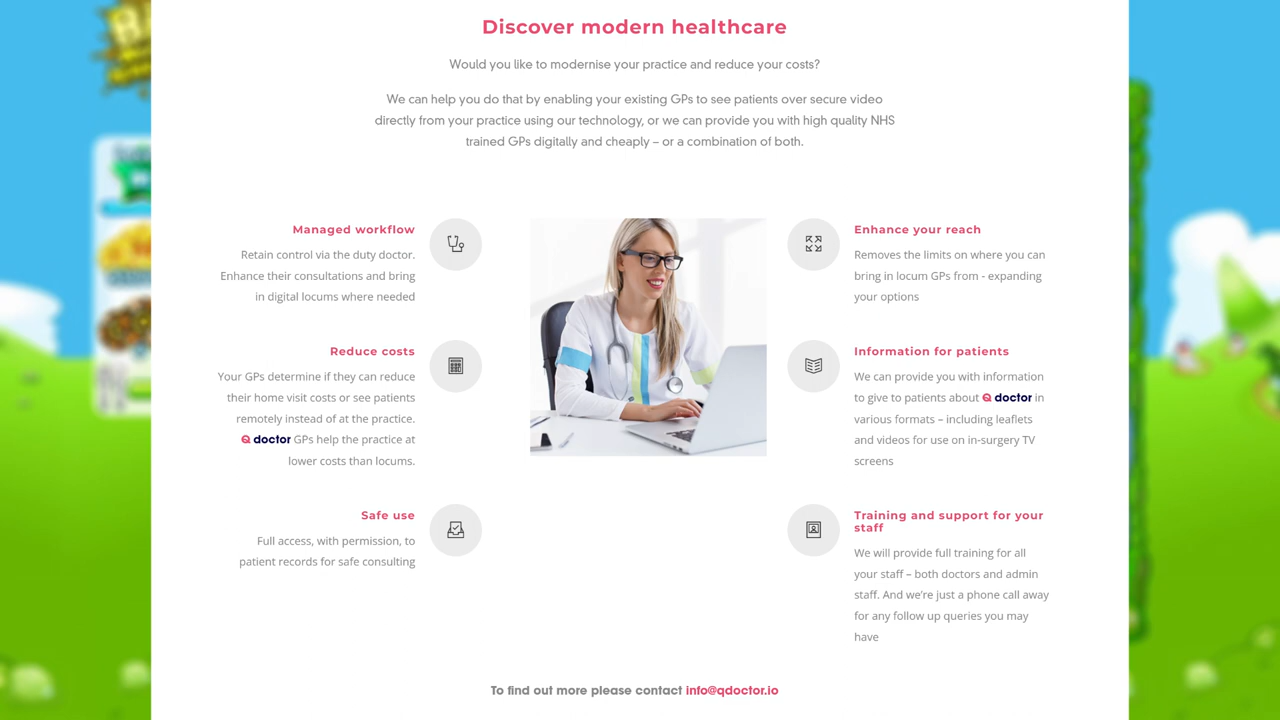 Discover modern healthcare
Would you like to modernise your practice and reduce your costs?
We can help you do that by enabling your existing GPs to see patients over secure video
directly from your practice using our technology, or we can provide you with high quality NHS
trained GPs digitally and cheaply – or a combination of both.
Managed workflow
Retain control via the duty doctor.
Enhance their consultations and bring
in digital locums where needed
Reduce costs
Your GPs determine if they can reduce
their home visit costs or see patients
remotely instead of at the practice.
Q doctor GPs help the practice at
lower costs than locums.
Safe use
Full access, with permission, to
patient records for safe consulting
Enhance your reach
Removes the limits on where you can
bring in locum GPs from - expanding
your options
Information for patients
We can provide you with information
to give to patients about Q doctor in
various formats – including leaflets
and videos for use on in-surgery TV
screens
Training and support for your
staff
We will provide full training for all
your staff – both doctors and admin
staff. And we're just a phone call away
for any follow up queries you may
have
To find out more please contact info@qdoctor.io